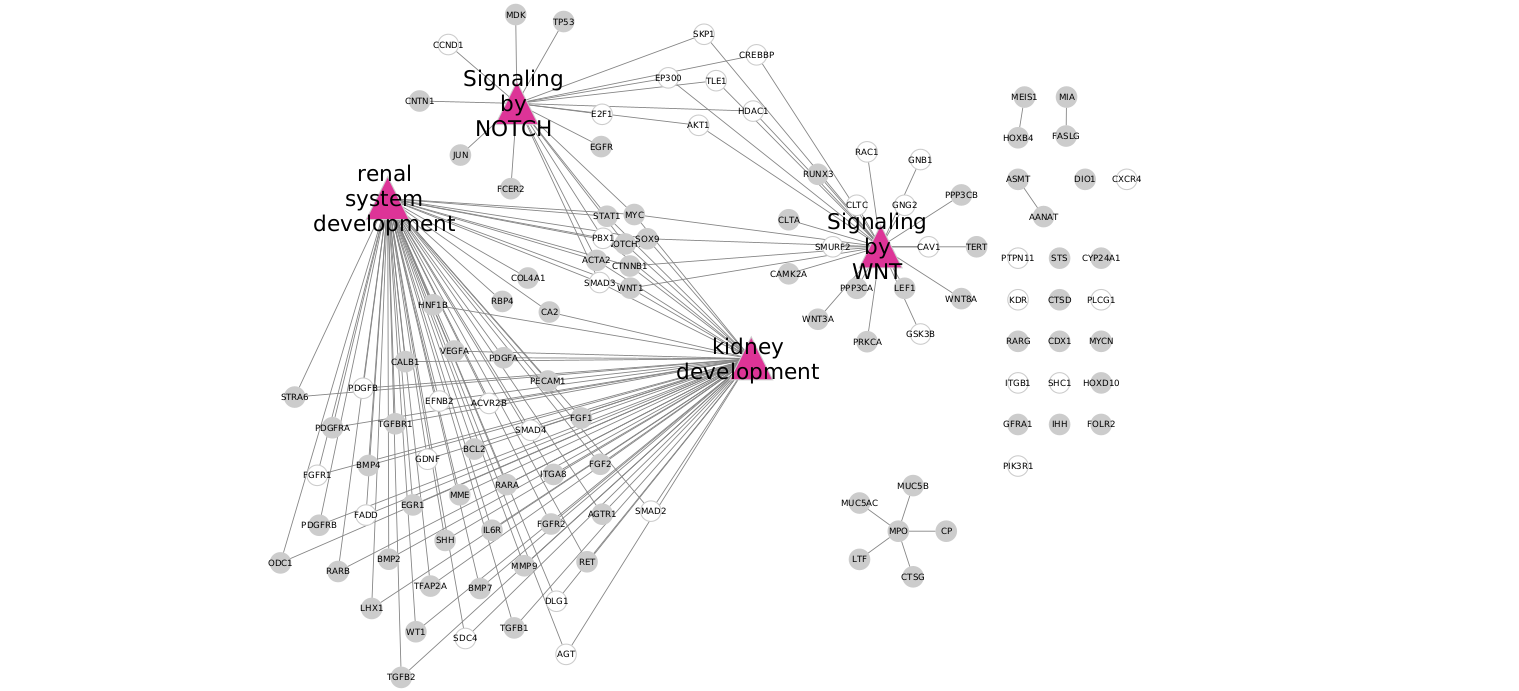 MDK
TP53
CCND1
SKP1
CREBBP
Signaling
by
NOTCH
EP300
TLE1
CNTN1
E2F1
HDAC1
AKT1
MEIS1
MIA
HOXB4
FASLG
JUN
EGFR
RAC1
GNB1
FCER2
RUNX3
PPP3CB
ASMT
DIO1
CXCR4
renal
system
development
CLTC
GNG2
STAT1
MYC
CLTA
AANAT
Signaling
by
WNT
PBX1
OTCH
SOX9
SMURF2
CAV1
TERT
ACTA2
CTNNB1
CAMK2A
PTPN11
STS
CYP24A1
COL4A1
SMAD3
WNT1
PPP3CA
LEF1
WNT8A
KDR
CTSD
PLCG1
HNF1B
RBP4
CA2
WNT3A
PRKCA
GSK3B
RARG
CDX1
MYCN
kidney
development
VEGFA
CALB1
PDGFA
PECAM1
ITGB1
SHC1
HOXD10
STRA6
PDGFB
EFNB2
ACVR2B
PDGFRA
TGFBR1
FGF1
SMAD4
GFRA1
IHH
FOLR2
BCL2
FGFR1
BMP4
GDNF
ITGA8
FGF2
PIK3R1
MME
RARA
MUC5B
MUC5AC
PDGFRB
FADD
EGR1
AGTR1
SMAD2
SHH
IL6R
FGFR2
MPO
CP
ODC1
RARB
BMP2
MMP9
RET
LTF
CTSG
TFAP2A
BMP7
LHX1
DLG1
WT1
SDC4
TGFB1
AGT
TGFB2